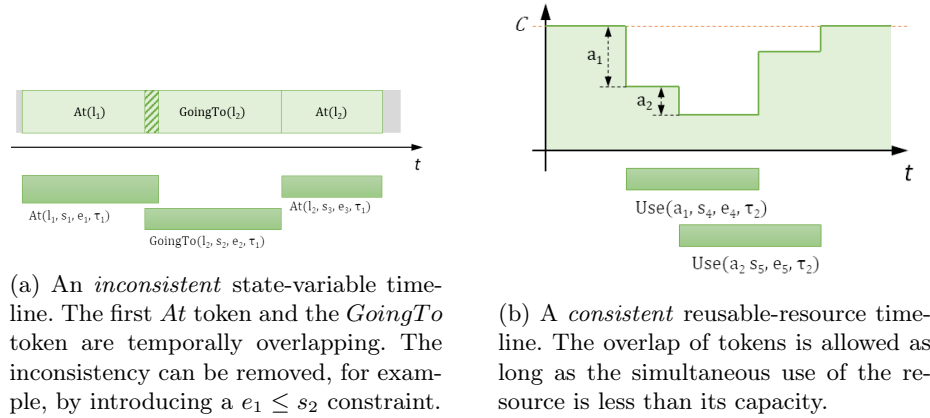 At(l₁) GoingTo(l₂) At(l₂)
t
At(l₁, s₁, e₁, τ₁)
At(l₂, s₃, e₃, τ₁)
GoingTo(l₂, s₂, e₂, τ₁)
(a) An inconsistent state-variable time-
line. The first At token and the GoingTo
token are temporally overlapping. The
inconsistency can be removed, for exam-
ple, by introducing a e₁ ≤ s₂ constraint.
C
a₁
a₂
t
Use(a₁, s₄, e₄, τ₂)
Use(a₂ s₅, e₅, τ₂)
(b) A consistent reusable-resource time-
line. The overlap of tokens is allowed as
long as the simultaneous use of the re-
source is less than its capacity.